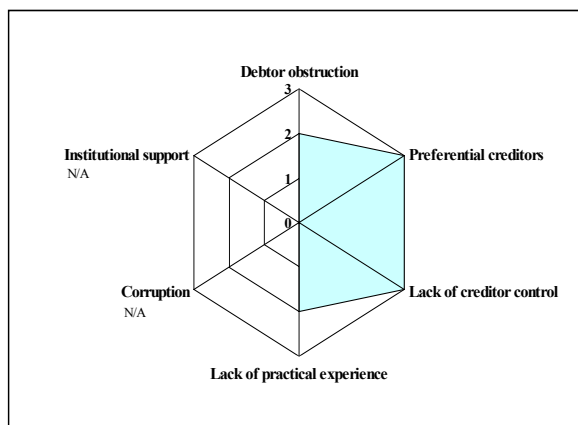 Debtor obstruction
3
Institutional support
N/A
2
Preferential creditors
1
0
Corruption
N/A
Lack of creditor control
Lack of practical experience